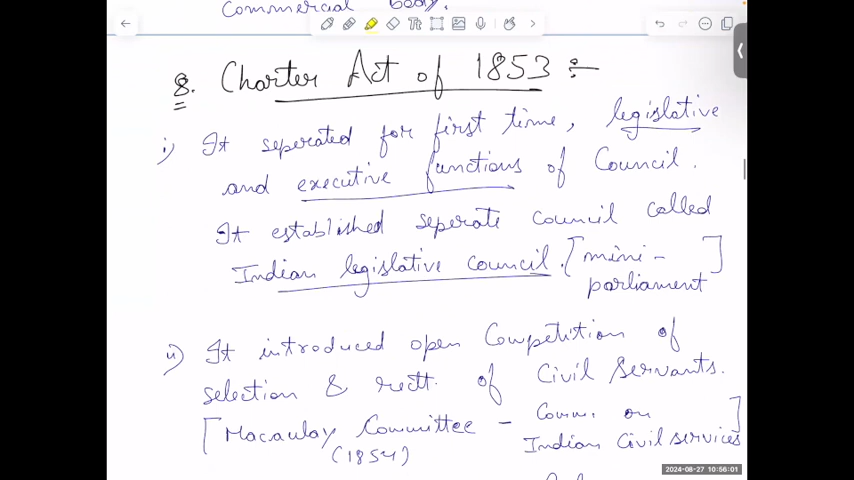 Commercial body.
8. Charter Act of 1853 :-
i) It seperated for first time, legislative
and executive functions of Council.
It established seperate council called
Indian legislative council. [mini-
parliament]
ii) It introduced open Competition of
selection & rectt. of Civil Servants.
[Macaulay Committee - Comm. on
(1854) Indian Civil services]
2024-08-27 10:56:01